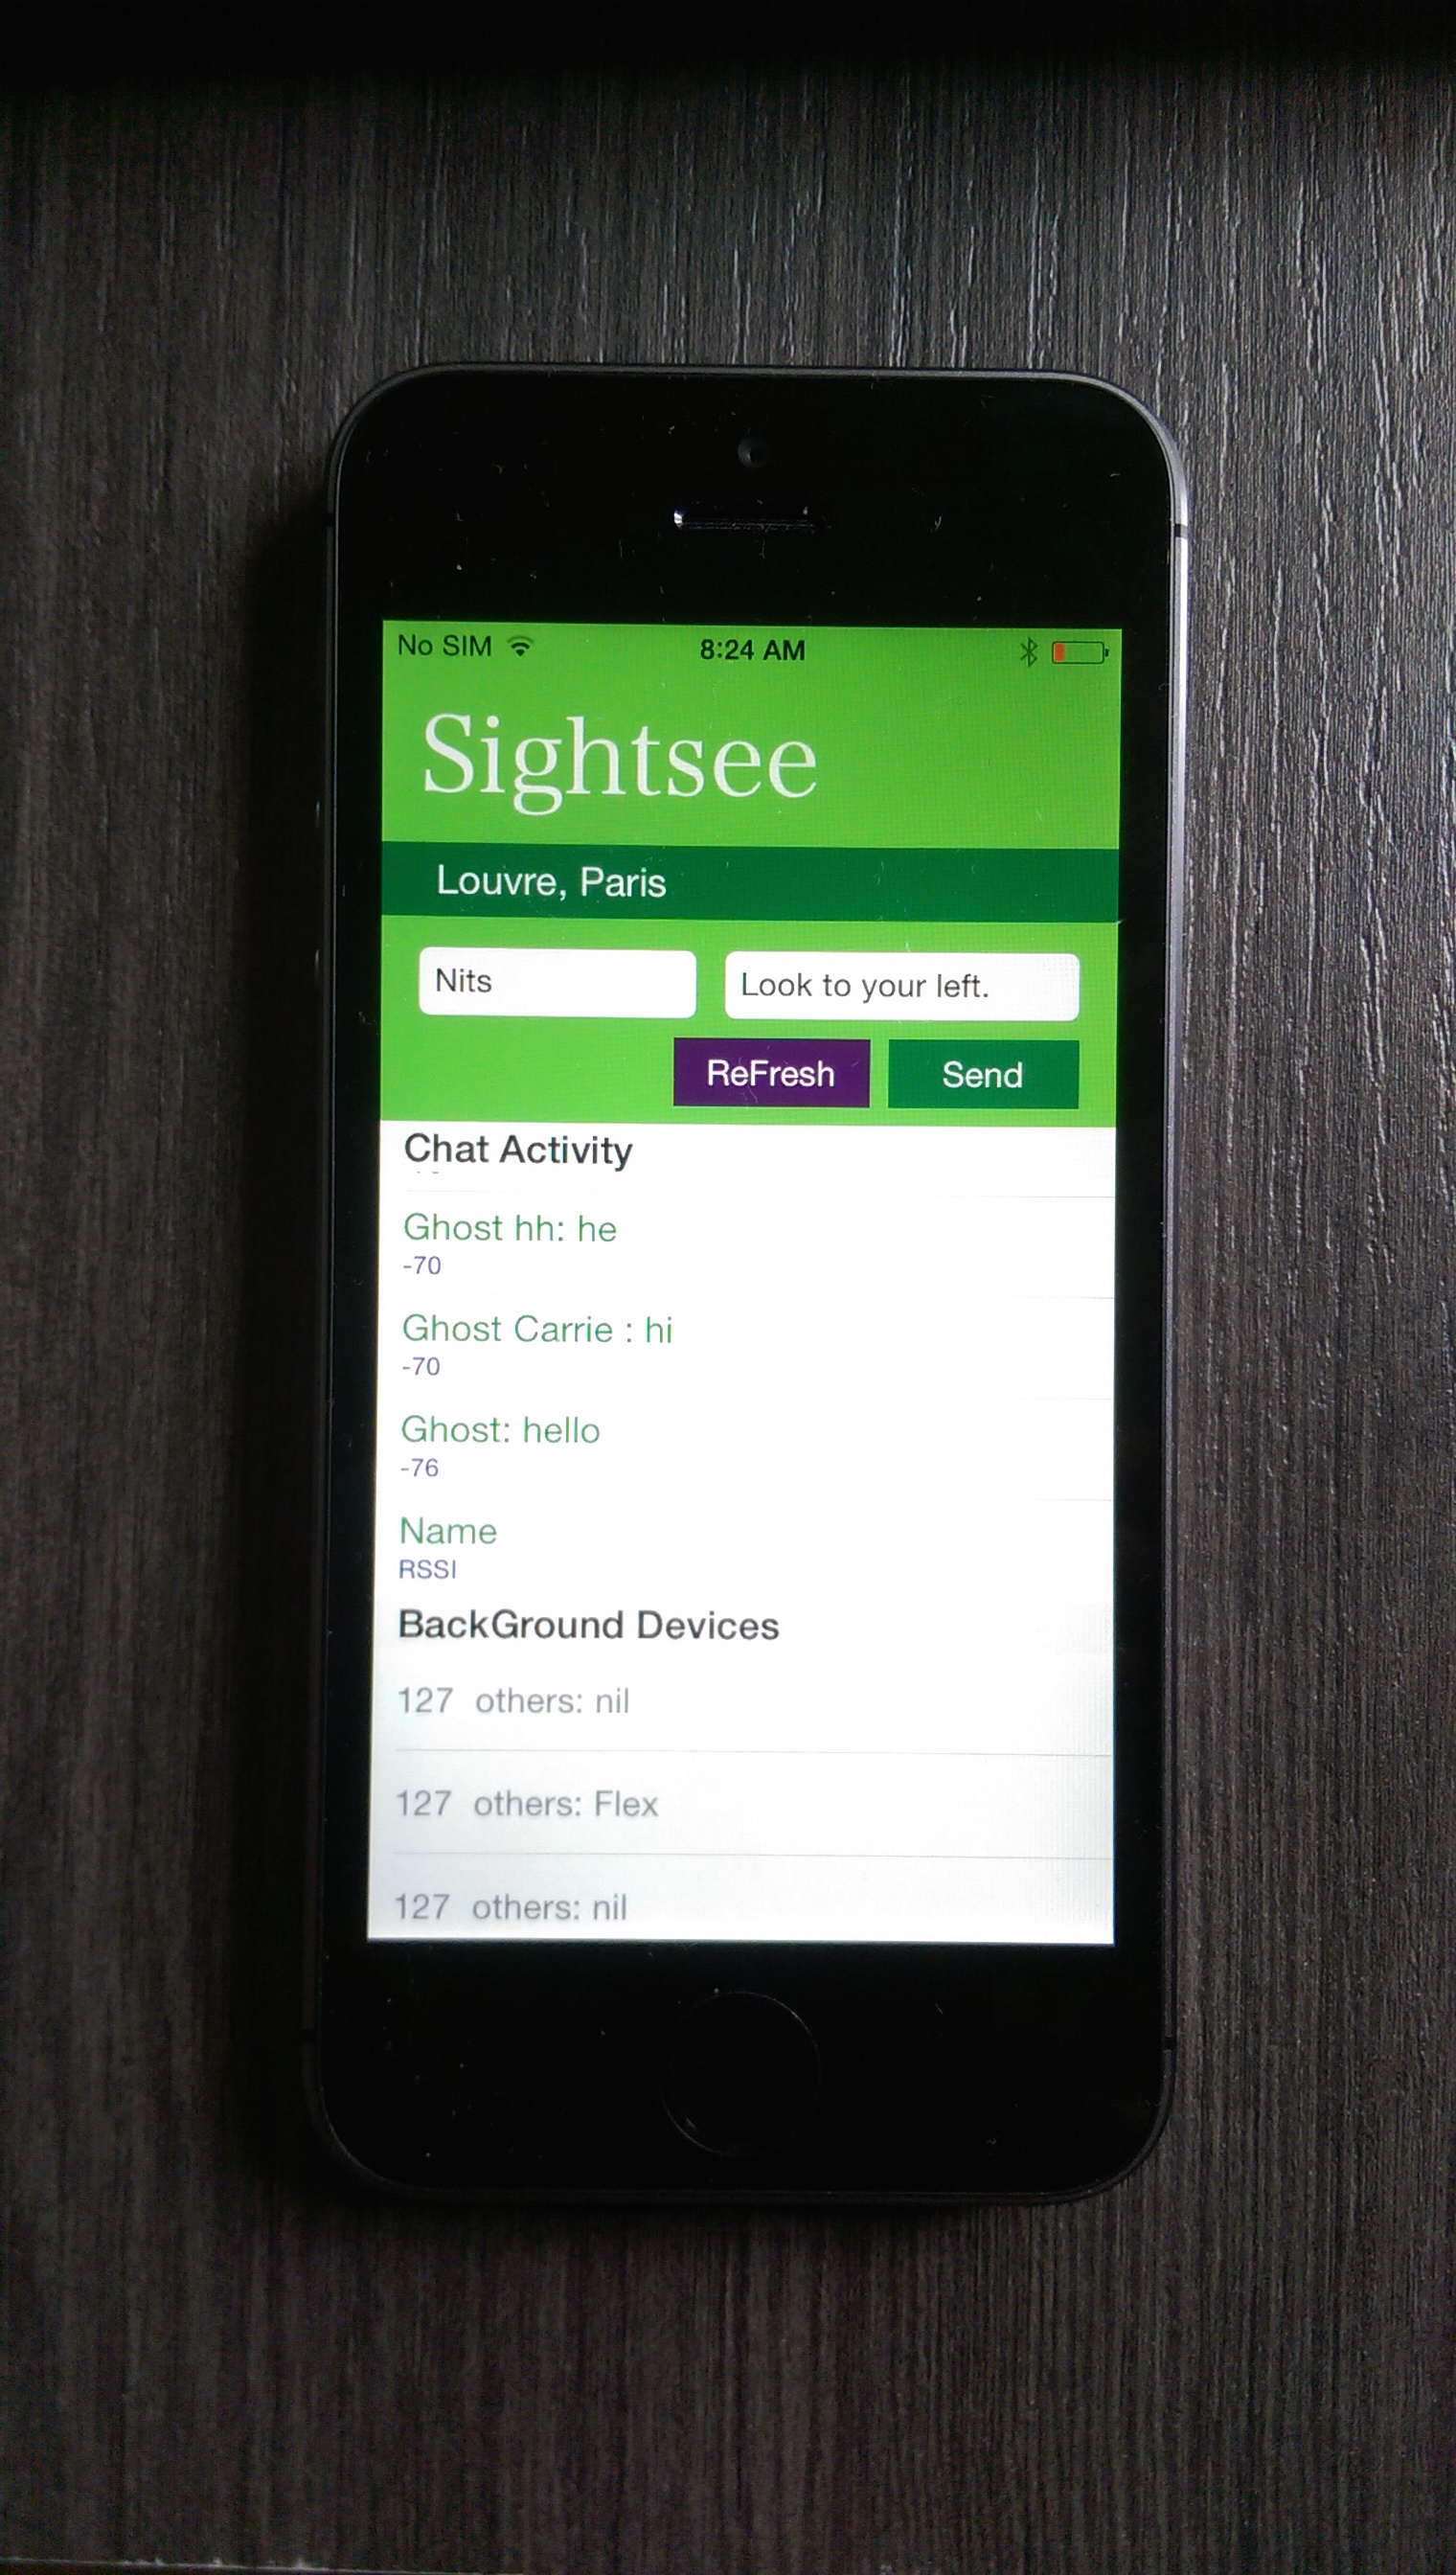 No SIM 8:24 AM
Sightsee
Louvre, Paris
Nits Look to your left.
ReFresh Send
Chat Activity
Ghost hh: he
-70
Ghost Carrie : hi
-70
Ghost: hello
-76
Name
RSSI
BackGround Devices
127 others: nil
127 others: Flex
127 others: nil